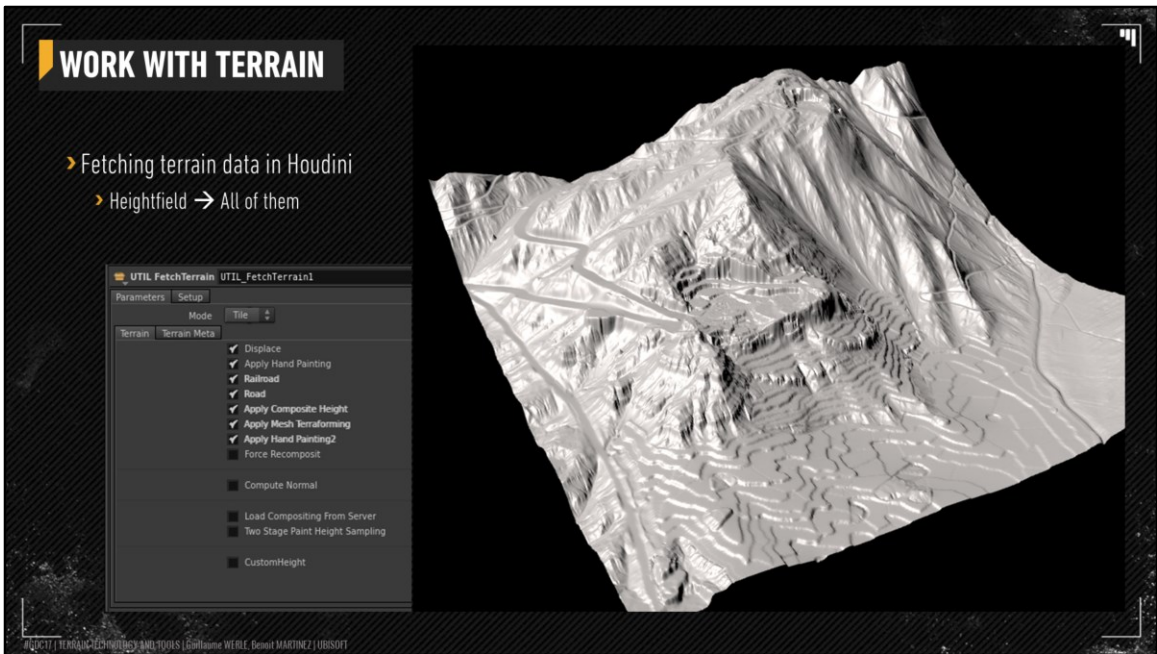 WORK WITH TERRAIN
› Fetching terrain data in Houdini
› Heightfield → All of them
UTIL FetchTerrain UTIL_FetchTerrain1
Parameters Setup
Mode Tile
Terrain Terrain Meta
Displace
Apply Hand Painting
Railroad
Road
Apply Composite Height
Apply Mesh Terraforming
Apply Hand Painting2
Force Recomposit
Compute Normal
Load Compositing From Server
Two Stage Paint Height Sampling
CustomHeight
#GDC17 | TERRAIN TECHNOLOGY AND TOOLS | Guillaume WERLE, Benoit MARTINEZ | UBISOFT